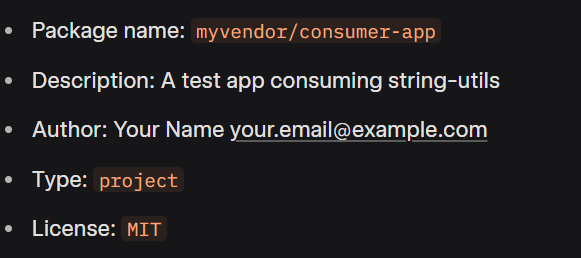 Package name: myvendor/consumer-app
Description: A test app consuming string-utils
Author: Your Name your.email@example.com
Type: project
License: MIT